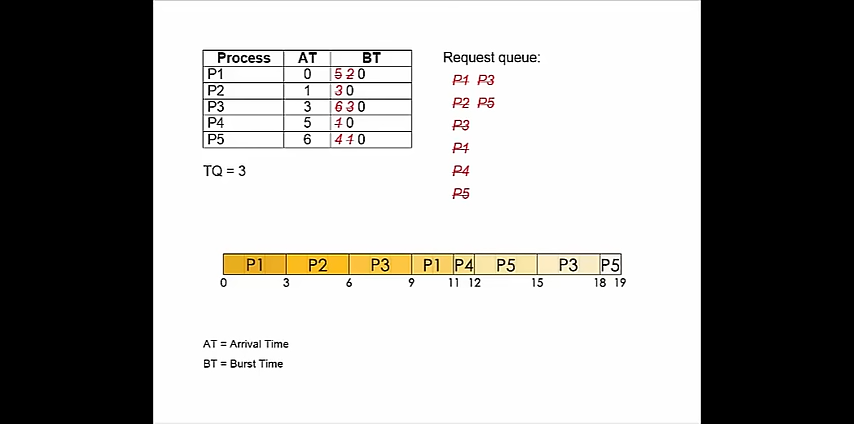 Process AT BT
P1 0 5 2 0
P2 1 3 0
P3 3 6 3 0
P4 5 1 0
P5 6 4 1 0
TQ = 3
Request queue:
P1 P3
P2 P5
P3
P1
P4
P5
P1 P2 P3 P1 P4 P5 P3 P5
0 3 6 9 11 12 15 18 19
AT = Arrival Time
BT = Burst Time